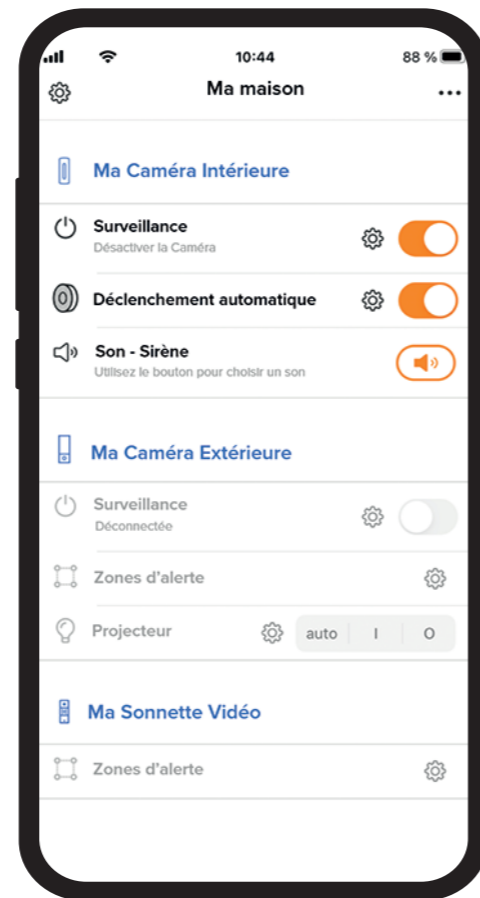 10:44
88 %
Ma maison
Ma Caméra Intérieure
Surveillance
Désactiver la Caméra
Déclenchement automatique
Son - Sirène
Utilisez le bouton pour choisir un son
Ma Caméra Extérieure
Surveillance
Déconnectée
Zones d'alerte
Projecteur
auto I O
Ma Sonnette Vidéo
Zones d'alerte